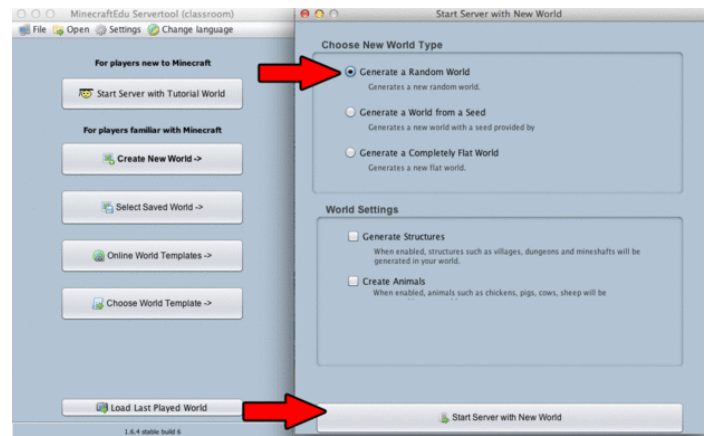 MinecraftEdu Servertool (classroom)
File Open Settings Change language
For players new to Minecraft
Start Server with Tutorial World
For players familiar with Minecraft
Create New World ->
Select Saved World ->
Online World Templates ->
Choose World Template ->
Load Last Played World
1.6.4 stable build 6
Start Server with New World
Choose New World Type
Generate a Random World
Generates a new random world.
Generate a World from a Seed
Generates a new world with a seed provided by
Generate a Completely Flat World
Generates a new flat world.
World Settings
Generate Structures
When enabled, structures such as villages, dungeons and mineshafts will be
generated in your world.
Create Animals
When enabled, animals such as chickens, pigs, cows, sheep will be
Start Server with New World